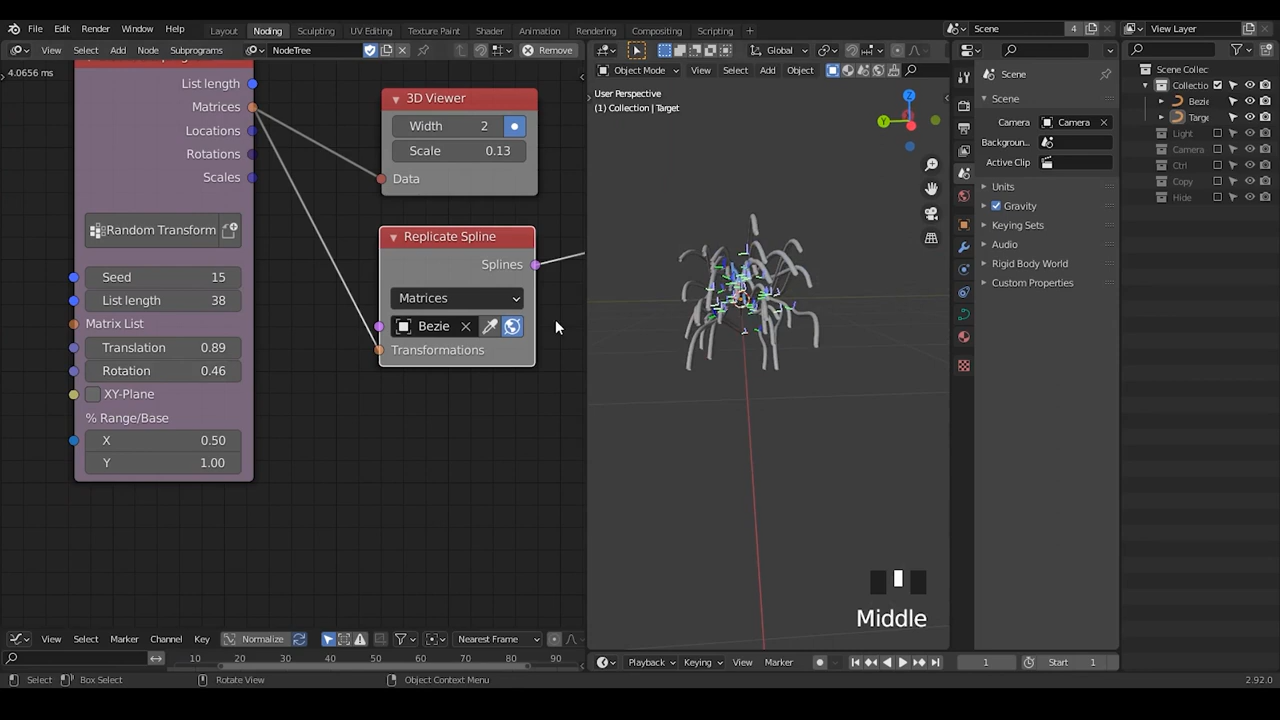 File Edit Render Window Help Layout Noding Sculpting UV Editing Texture Paint Shader Animation Rendering Compositing Scripting + Scene 4 View Layer
View Select Add Node Subprograms NodeTree Remove Global
Object Mode View Select Add Object
4.0656 ms
List length
Matrices
Locations
Rotations
Scales
Random Transform
Seed 15
List length 38
Matrix List
Translation 0.89
Rotation 0.46
XY-Plane
% Range/Base
X 0.50
Y 1.00
3D Viewer
Width 2
Scale 0.13
Data
Replicate Spline
Splines
Matrices
Bezie
Transformations
User Perspective
(1) Collection | Target
Z
Y
Middle
Scene
Scene
Camera Camera
Backgroun..
Active Clip
Units
Gravity
Keying Sets
Audio
Rigid Body World
Custom Properties
Scene Collec
Collectio
Bezie
Targe
Light
Camera
Ctrl
Copy
Hide
View Select Marker Channel Key Normalize Nearest Frame
10 20 30 40 50 60 70 80 90
Playback Keying View Marker 1 Start 1
Select Box Select Rotate View Object Context Menu 2.92.0